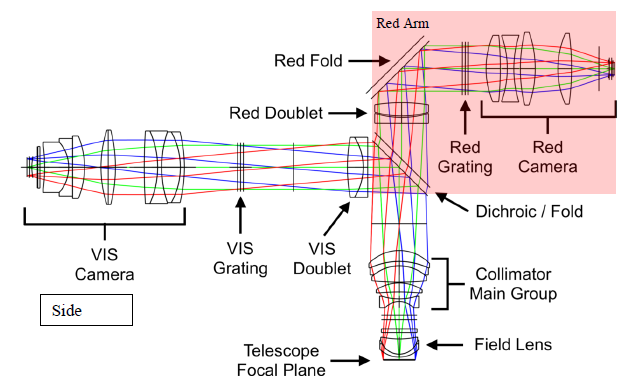 Red Arm
Red Fold
Red Doublet
Red
Grating
Red
Camera
Dichroic / Fold
VIS
Camera
VIS
Grating
VIS
Doublet
Collimator
Main Group
Side
Field Lens
Telescope
Focal Plane